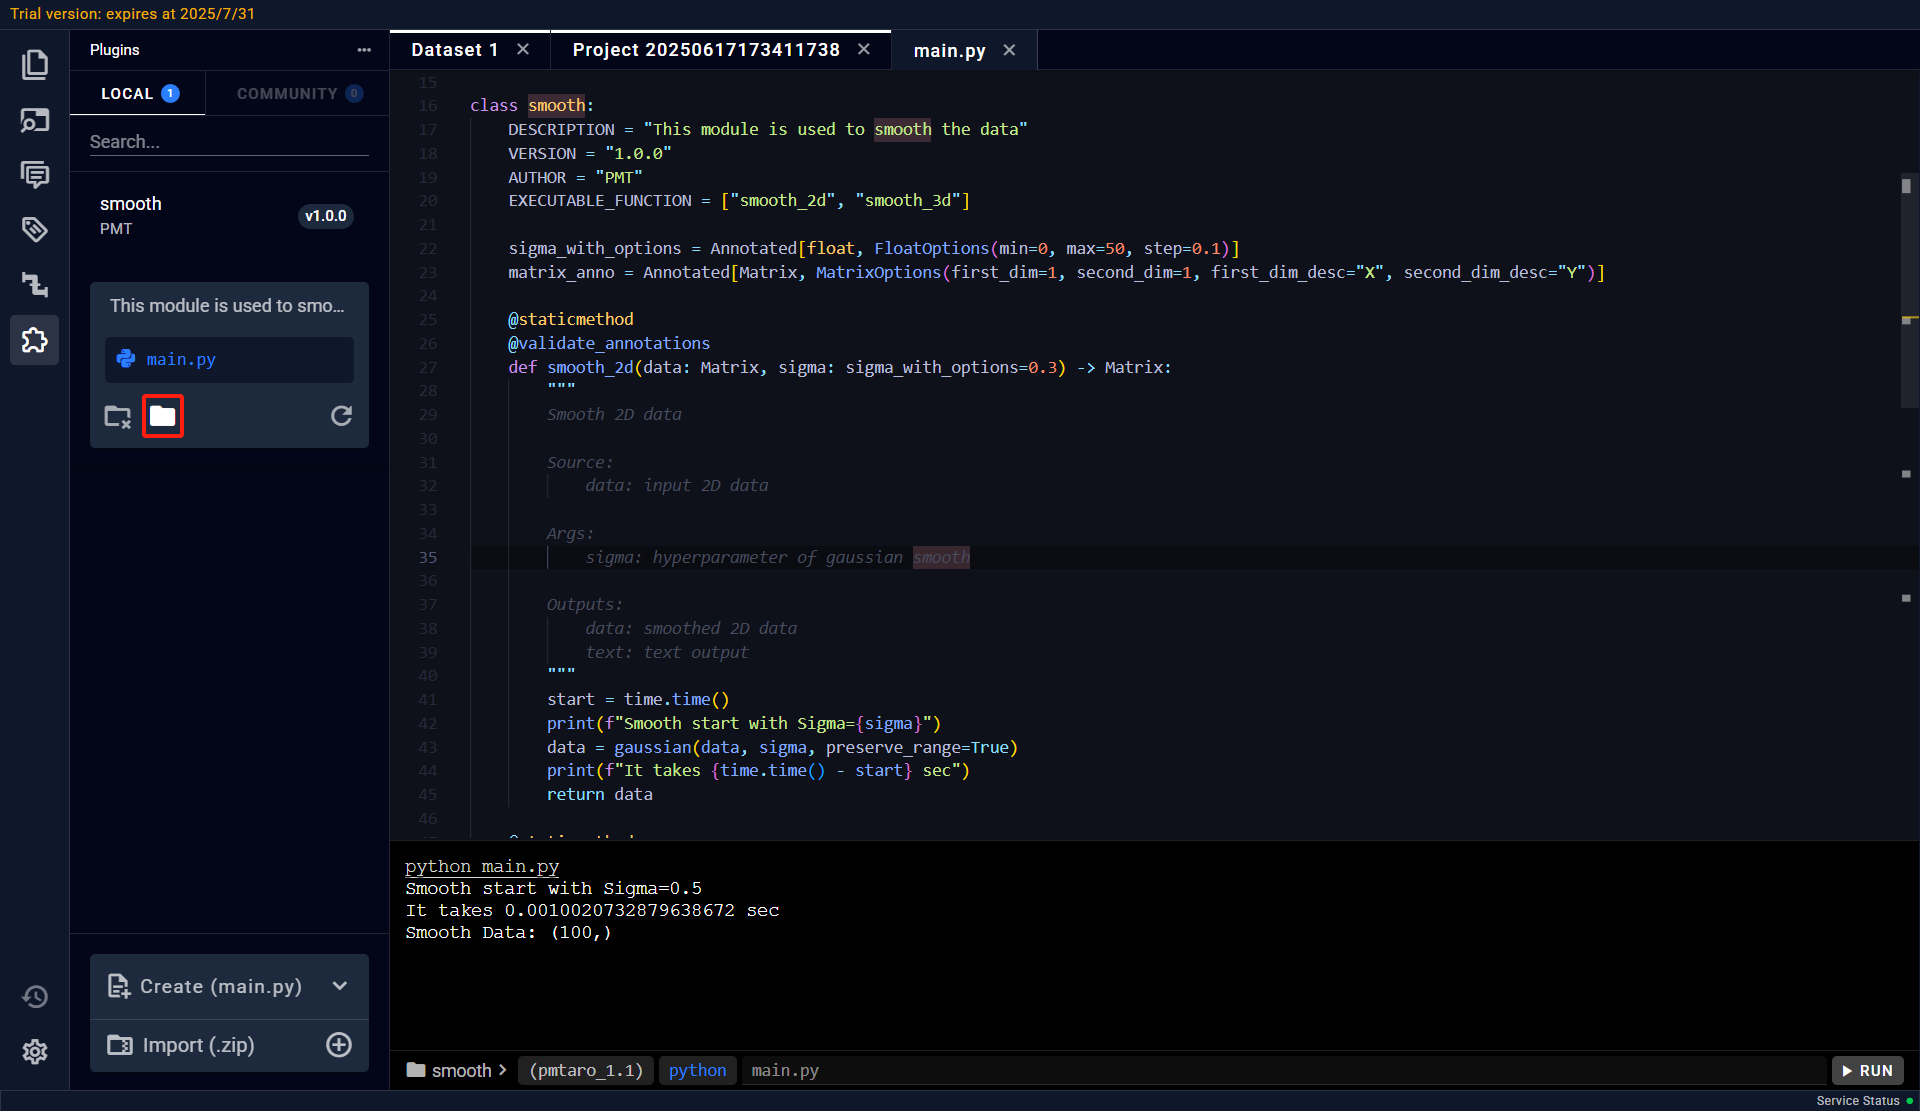 Trial version: expires at 2025/7/31
Plugins
LOCAL 1
COMMUNITY 0
Search...
smooth
PMT
v1.0.0
This module is used to smo...
main.py
Create (main.py)
Import (.zip)
Dataset 1
Project 20250617173411738
main.py
15
16 class smooth:
17 DESCRIPTION = "This module is used to smooth the data"
18 VERSION = "1.0.0"
19 AUTHOR = "PMT"
20 EXECUTABLE_FUNCTION = ["smooth_2d", "smooth_3d"]
21
22 sigma_with_options = Annotated[float, FloatOptions(min=0, max=50, step=0.1)]
23 matrix_anno = Annotated[Matrix, MatrixOptions(first_dim=1, second_dim=1, first_dim_desc="X", second_dim_desc="Y")]
24
25 @staticmethod
26 @validate_annotations
27 def smooth_2d(data: Matrix, sigma: sigma_with_options=0.3) -> Matrix:
28 """
29 Smooth 2D data
30
31 Source:
32 data: input 2D data
33
34 Args:
35 sigma: hyperparameter of gaussian smooth
36
37 Outputs:
38 data: smoothed 2D data
39 text: text output
40 """
41 start = time.time()
42 print(f"Smooth start with Sigma={sigma}")
43 data = gaussian(data, sigma, preserve_range=True)
44 print(f"It takes {time.time() - start} sec")
45 return data
46
python main.py
Smooth start with Sigma=0.5
It takes 0.0010020732879638672 sec
Smooth Data: (100,)
smooth
(pmtaro_1.1)
python
main.py
RUN
Service Status